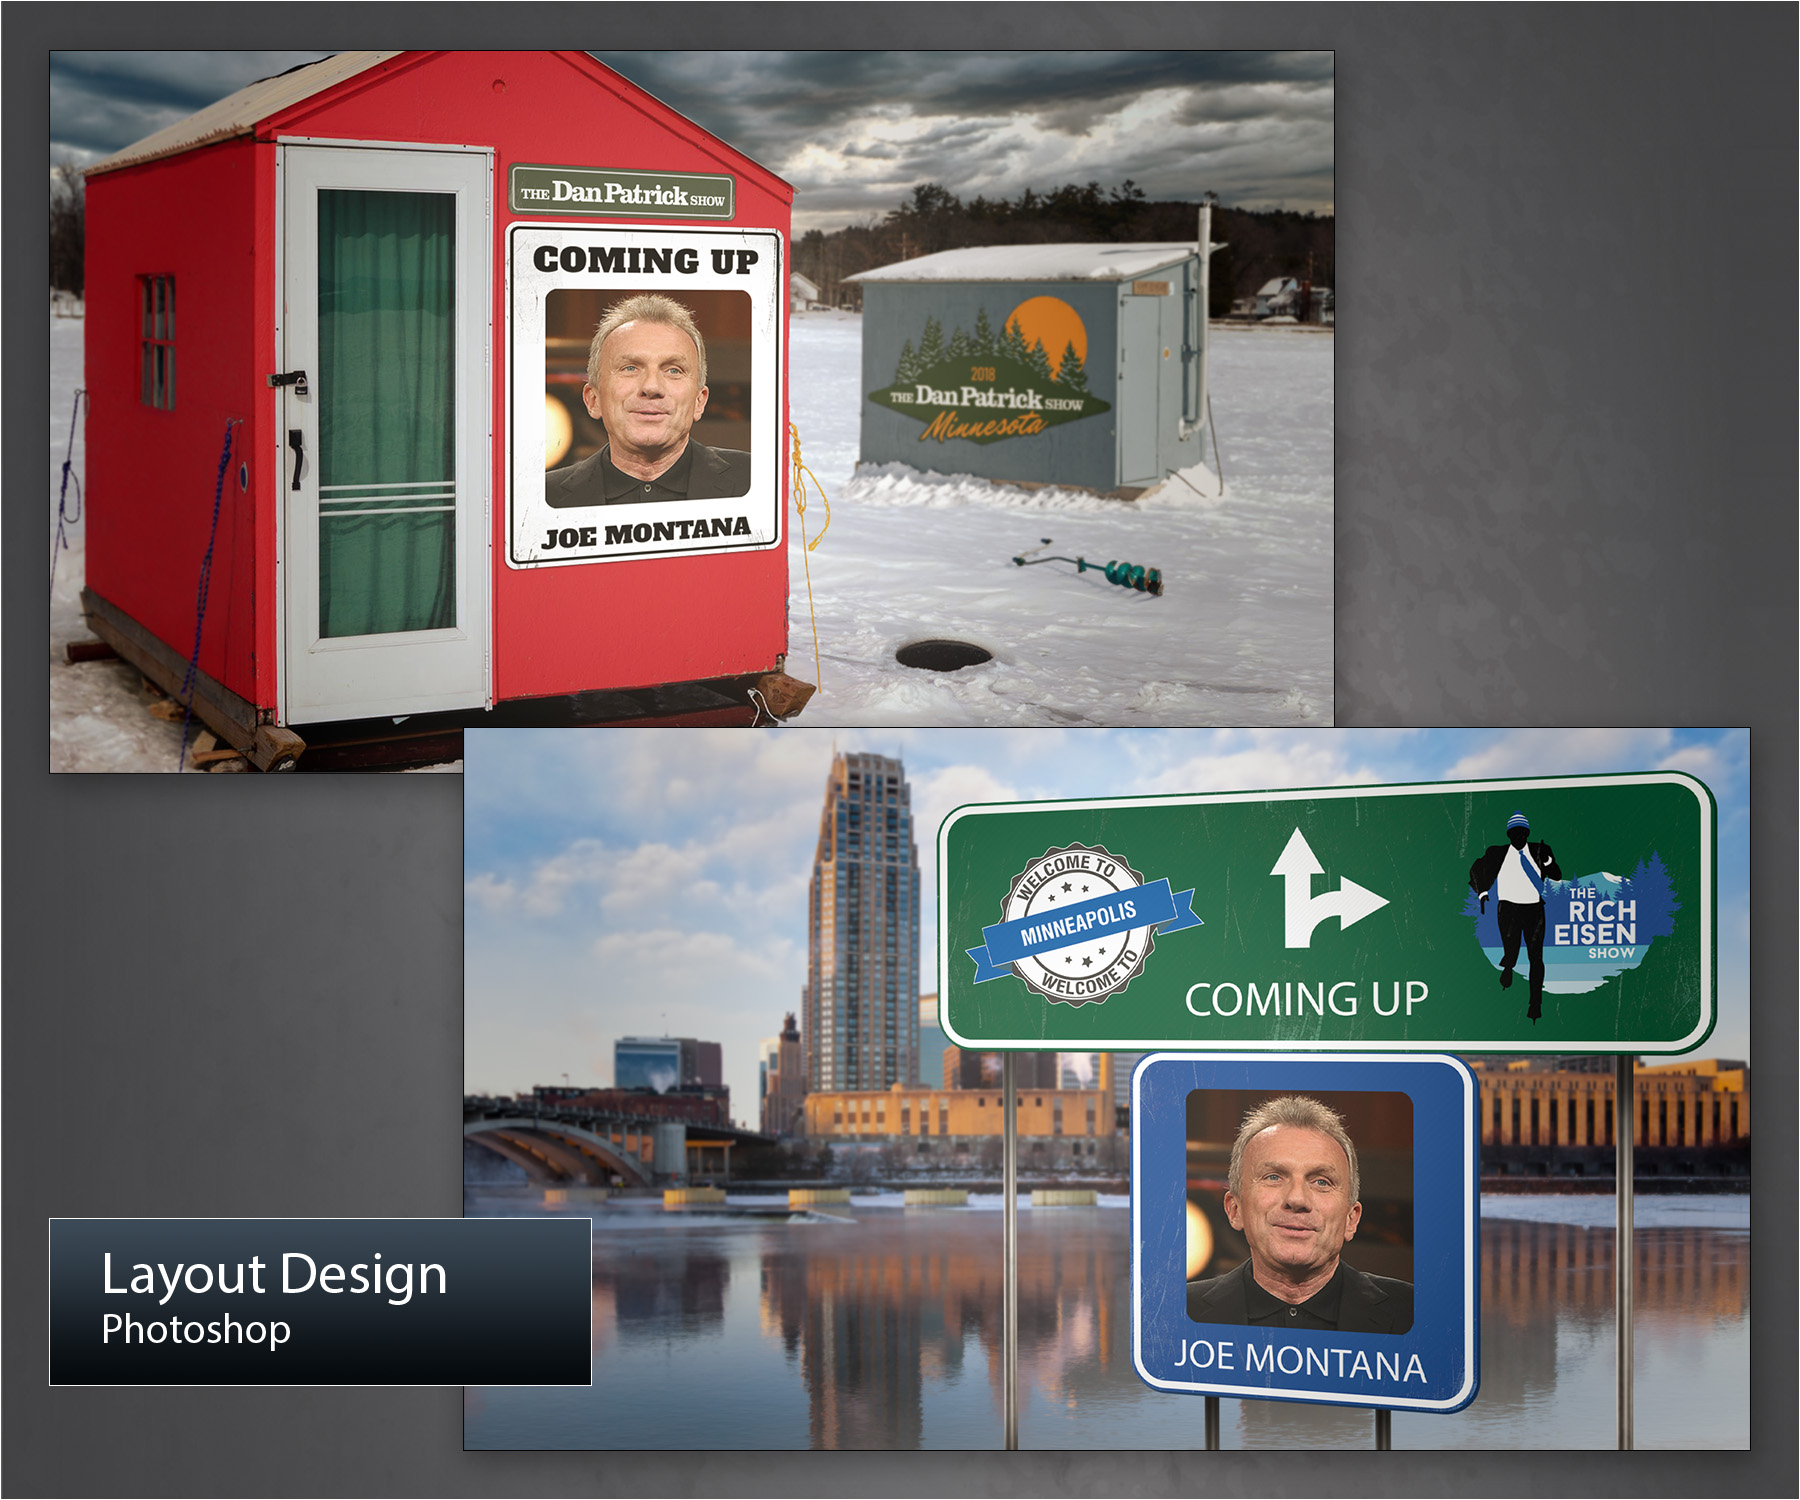 THE Dan Patrick SHOW
COMING UP
JOE MONTANA
2018
THE Dan Patrick SHOW
Minnesota
WELCOME TO
MINNEAPOLIS
WELCOME TO
COMING UP
THE
RICH
EISEN
SHOW
JOE MONTANA
Layout Design
Photoshop